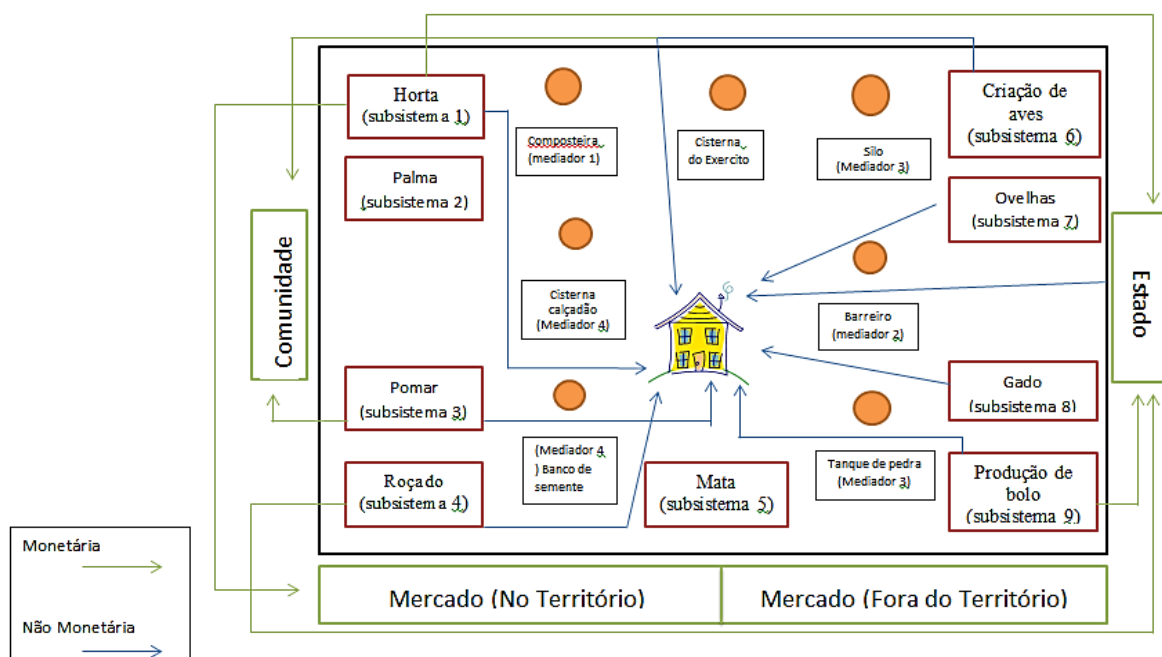 Horta
(subsistema 1)
Composteira
(mediador 1)
Cisterna
do Exercito
Silo
(Mediador 3)
Criação de
aves
(subsistema 6)
Palma
(subsistema 2)
Ovelhas
(subsistema 7)
Comunidade
Estado
Cisterna
calçadão
(Mediador 4)
Barreiro
(mediador 2)
Pomar
(subsistema 3)
Gado
(subsistema 8)
(Mediador 4
) Banco de
semente
Tanque de pedra
(Mediador 3)
Roçado
(subsistema 4)
Mata
(subsistema 5)
Produção de
bolo
(subsistema 9)
Monetária
Não Monetária
Mercado (No Território)
Mercado (Fora do Território)